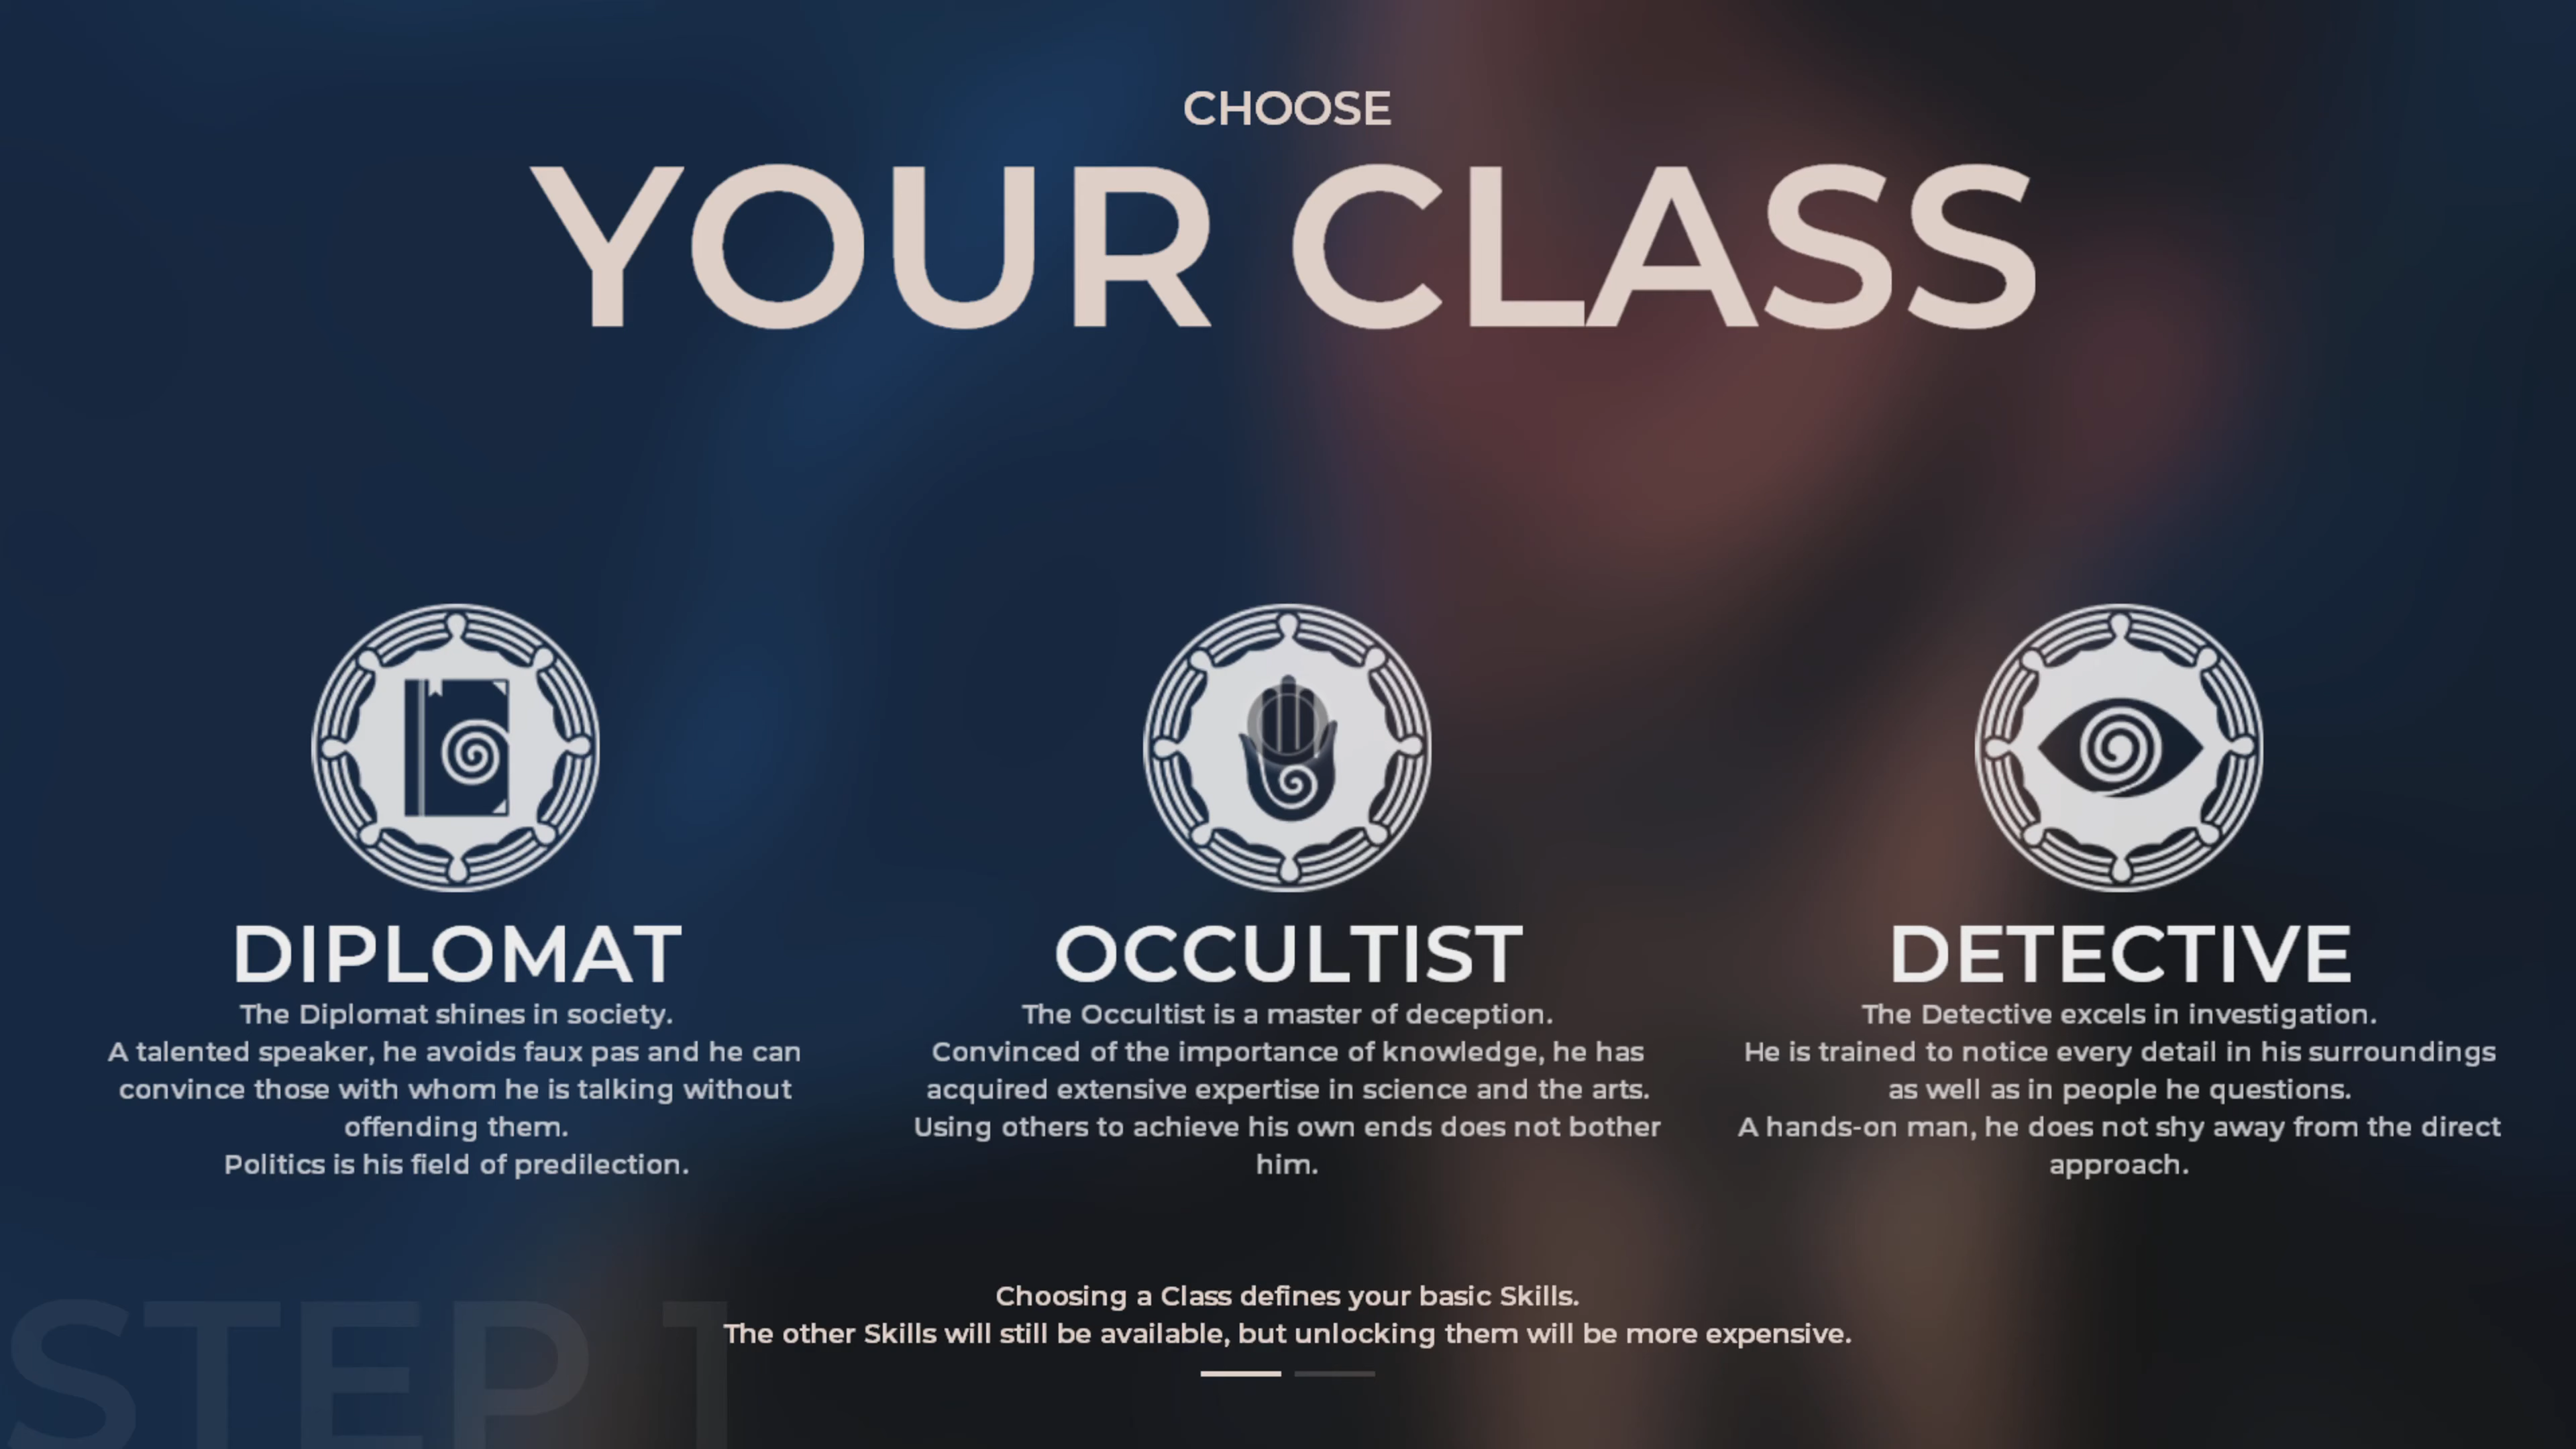 CHOOSE
YOUR CLASS
DIPLOMAT
The Diplomat shines in society.
A talented speaker, he avoids faux pas and he can
convince those with whom he is talking without
offending them.
Politics is his field of predilection.
OCCULTIST
The Occultist is a master of deception.
Convinced of the importance of knowledge, he has
acquired extensive expertise in science and the arts.
Using others to achieve his own ends does not bother
him.
DETECTIVE
The Detective excels in investigation.
He is trained to notice every detail in his surroundings
as well as in people he questions.
A hands-on man, he does not shy away from the direct
approach.
Choosing a Class defines your basic Skills.
The other Skills will still be available, but unlocking them will be more expensive.
STEP 1